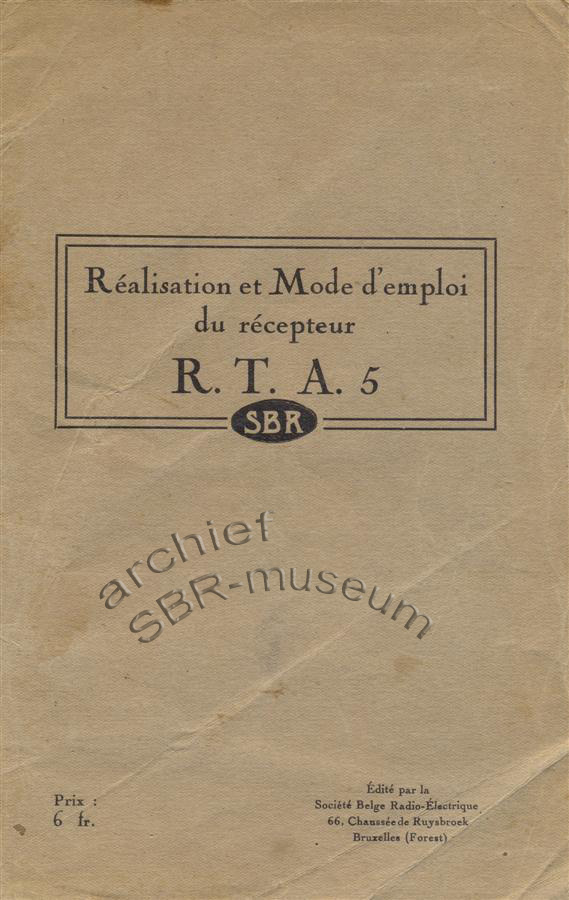 Réalisation et Mode d'emploi
du récepteur
R. T. A. 5
SBR
archief
SBR-museum
Prix :
6 fr.
Édité par la
Société Belge Radio-Électrique
66, Chaussée de Ruysbroek
Bruxelles (Forest)